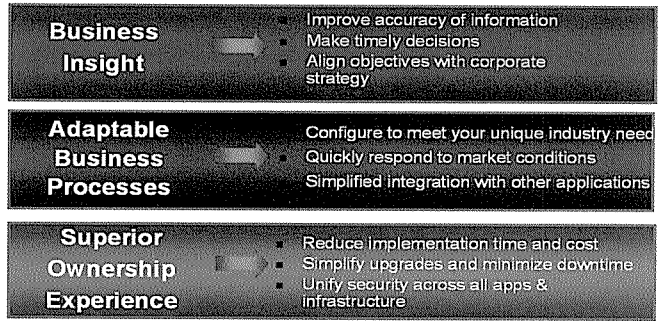 Business
Insight
Improve accuracy of information
Make timely decisions
Align objectives with corporate
strategy
Adaptable
Business
Processes
Configure to meet your unique industry need
Quickly respond to market conditions
Simplified integration with other applications
Superior
Ownership
Experience
Reduce implementation time and cost
Simplify upgrades and minimize downtime
Unify security across all apps &
infrastructure